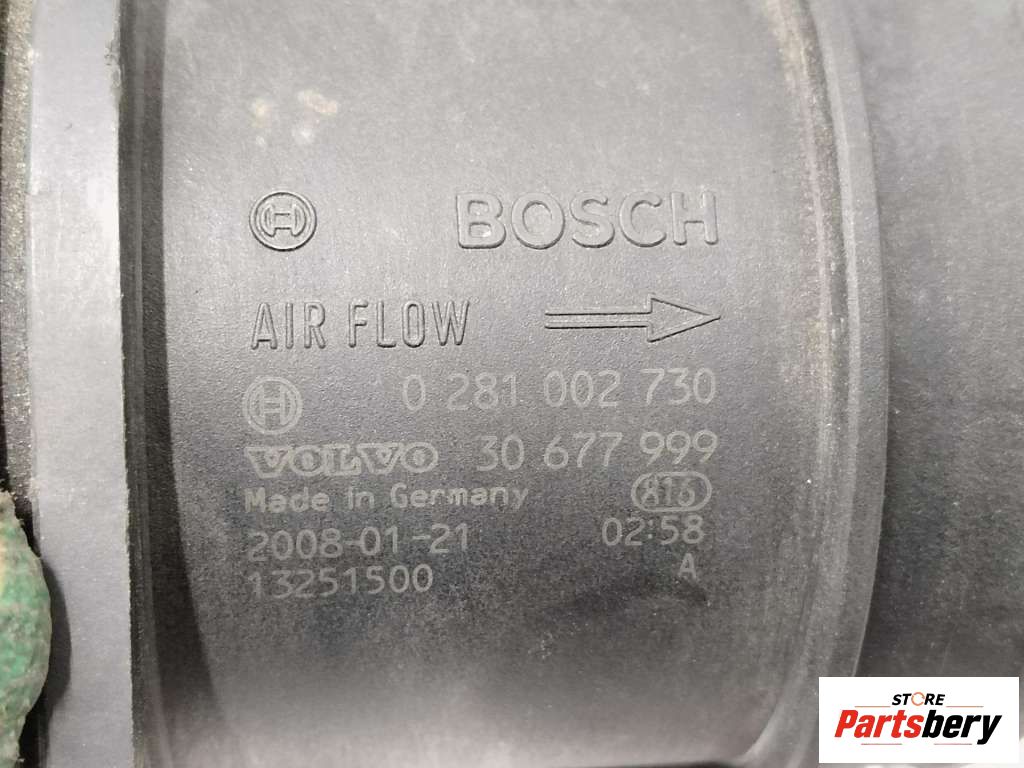 BOSCH
AIR FLOW
0 281 002 730
VOLVO 30 677 999
Made in Germany 816
2008-01-21 02:58
13251500 A
STORE
Partsbery